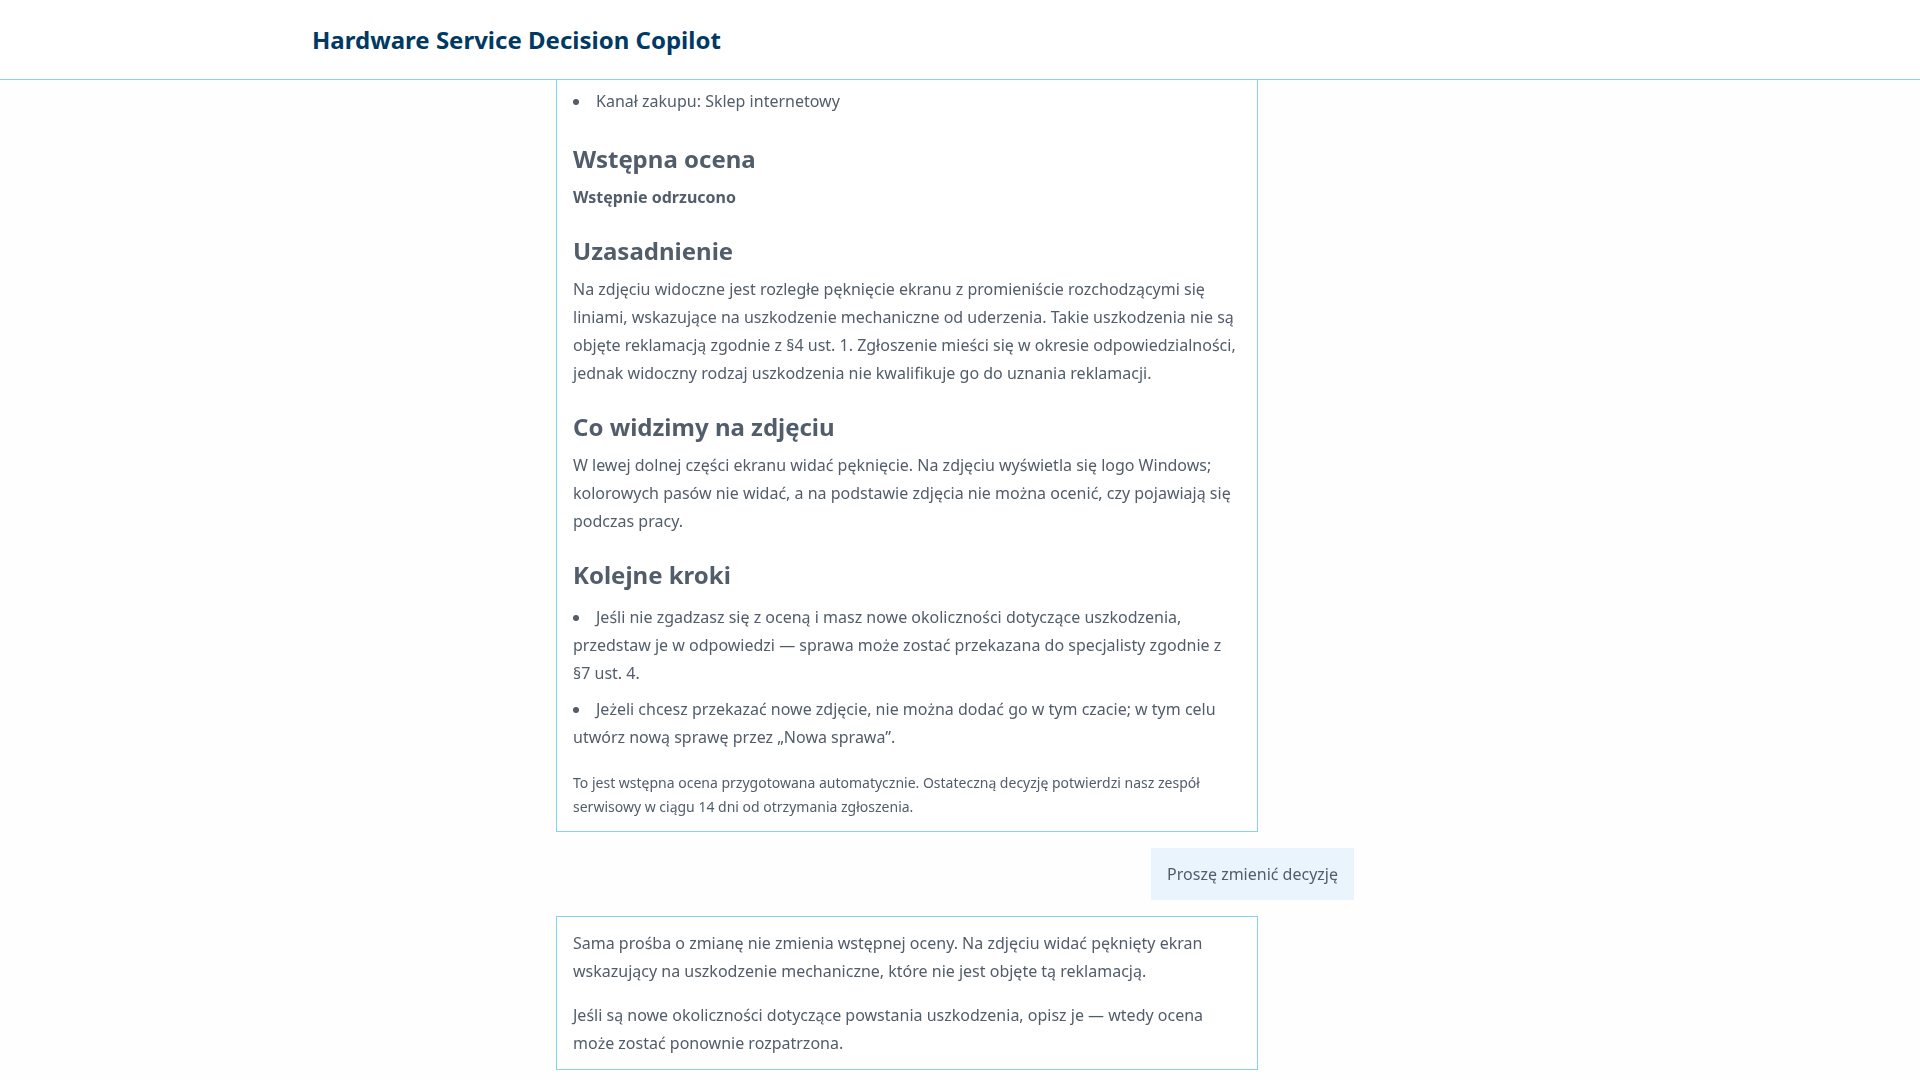 Hardware Service Decision Copilot
• Kanał zakupu: Sklep internetowy
Wstępna ocena
Wstępnie odrzucono
Uzasadnienie
Na zdjęciu widoczne jest rozległe pęknięcie ekranu z promieniście rozchodzącymi się
liniami, wskazujące na uszkodzenie mechaniczne od uderzenia. Takie uszkodzenia nie są
objęte reklamacją zgodnie z §4 ust. 1. Zgłoszenie mieści się w okresie odpowiedzialności,
jednak widoczny rodzaj uszkodzenia nie kwalifikuje go do uznania reklamacji.
Co widzimy na zdjęciu
W lewej dolnej części ekranu widać pęknięcie. Na zdjęciu wyświetla się logo Windows;
kolorowych pasów nie widać, a na podstawie zdjęcia nie można ocenić, czy pojawiają się
podczas pracy.
Kolejne kroki
• Jeśli nie zgadzasz się z oceną i masz nowe okoliczności dotyczące uszkodzenia,
przedstaw je w odpowiedzi — sprawa może zostać przekazana do specjalisty zgodnie z
§7 ust. 4.
• Jeżeli chcesz przekazać nowe zdjęcie, nie można dodać go w tym czacie; w tym celu
utwórz nową sprawę przez „Nowa sprawa”.
To jest wstępna ocena przygotowana automatycznie. Ostateczną decyzję potwierdzi nasz zespół
serwisowy w ciągu 14 dni od otrzymania zgłoszenia.
Proszę zmienić decyzję
Sama prośba o zmianę nie zmienia wstępnej oceny. Na zdjęciu widać pęknięty ekran
wskazujący na uszkodzenie mechaniczne, które nie jest objęte tą reklamacją.
Jeśli są nowe okoliczności dotyczące powstania uszkodzenia, opisz je — wtedy ocena
może zostać ponownie rozpatrzona.